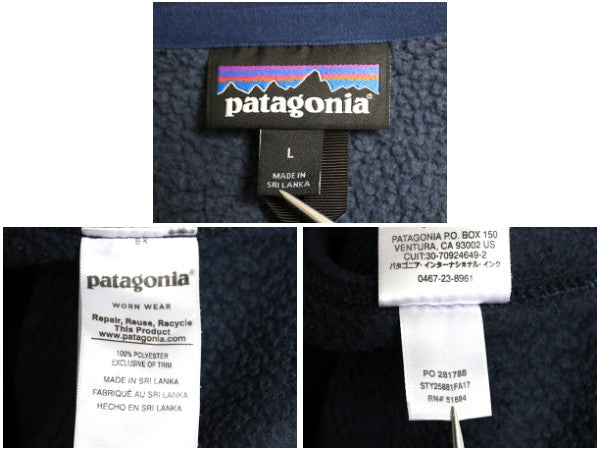 patagonia®
L
MADE IN
SRI LANKA
patagonia®
WORN WEAR
Repair, Reuse, Recycle
This Product
www.patagonia.com
100% POLYESTER
EXCLUSIVE OF TRIM
MADE IN SRI LANKA
FABRIQUÉ AU SRI LANKA
HECHO EN SRI LANKA
PATAGONIA P.O. BOX 150
VENTURA, CA 93002 US
CUIT:30-70924649-2
パタゴニア・インターナショナル・インク
0467-23-8961
PO 281788
STY25881FA17
RN# 51884